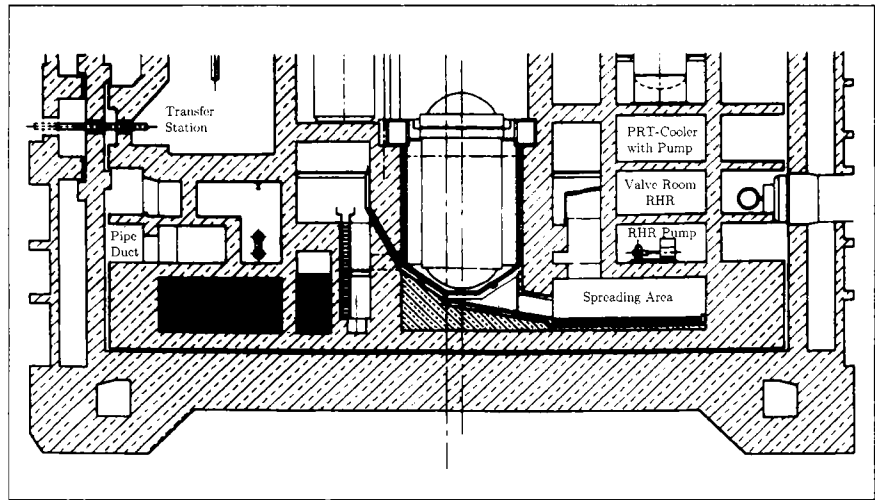 Transfer
Station
PRT-Cooler
with Pump
Valve Room
RHR
Pipe
Duct
RHR Pump
Spreading Area